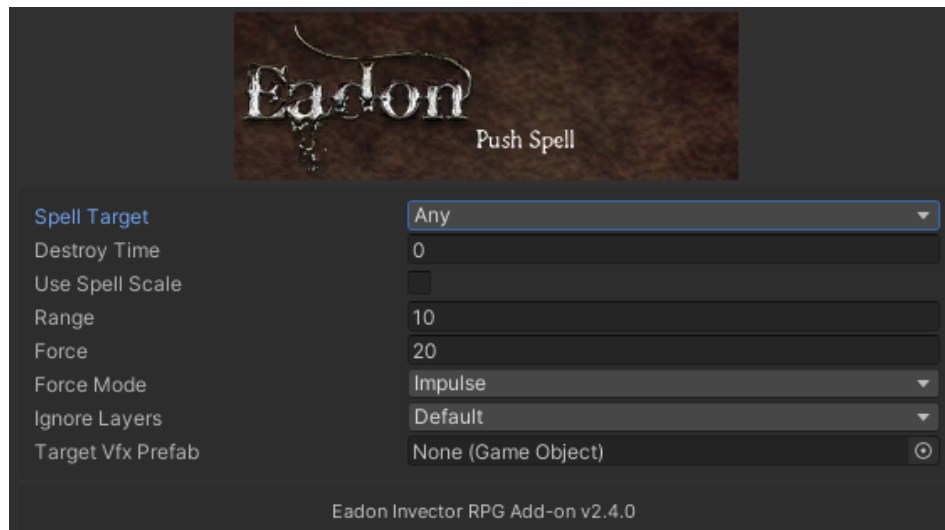 Eadon
Push Spell
Spell Target Any
Destroy Time 0
Use Spell Scale
Range 10
Force 20
Force Mode Impulse
Ignore Layers Default
Target Vfx Prefab None (Game Object)
Eadon Invector RPG Add-on v2.4.0